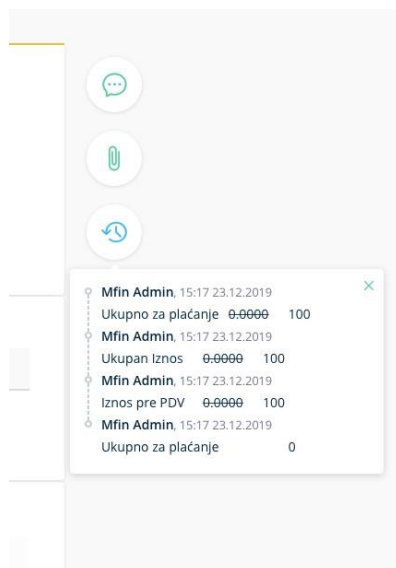 Mfin Admin, 15:17 23.12.2019
Ukupno za plaćanje 0.0000 100
Mfin Admin, 15:17 23.12.2019
Ukupan Iznos 0.0000 100
Mfin Admin, 15:17 23.12.2019
Iznos pre PDV 0.0000 100
Mfin Admin, 15:17 23.12.2019
Ukupno za plaćanje 0